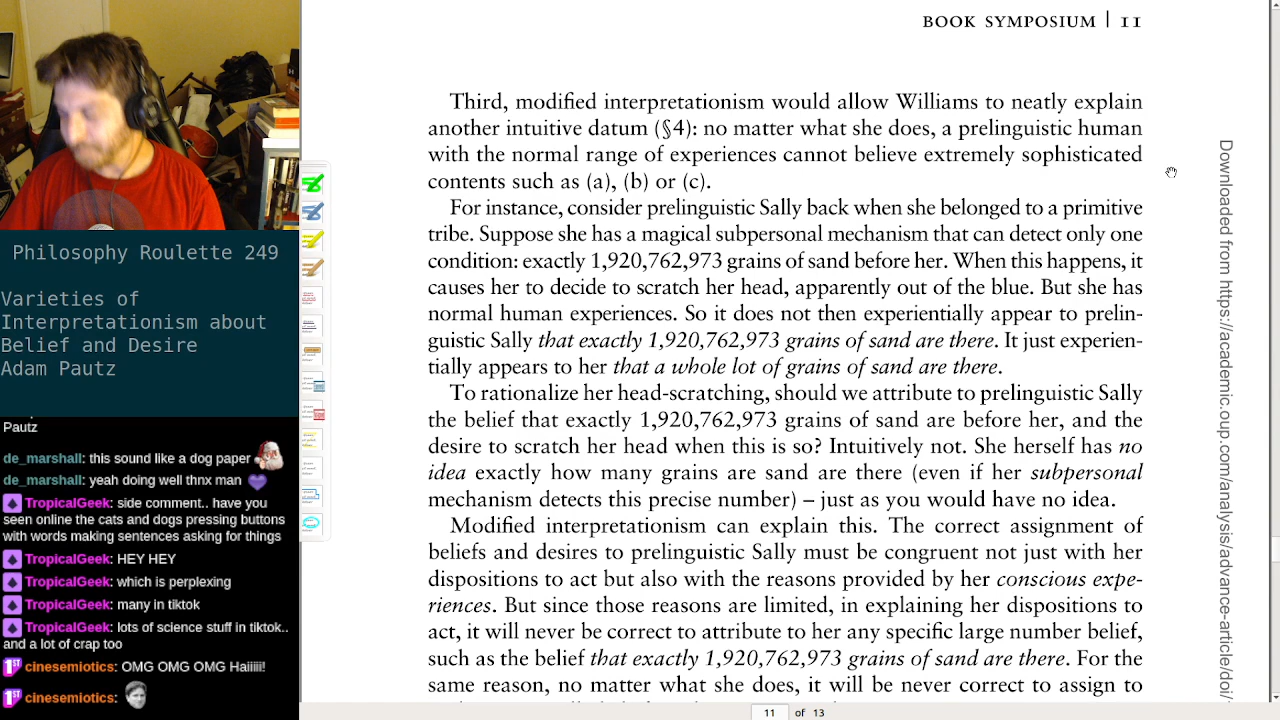 BOOK SYMPOSIUM | 11
Third, modified interpretationism would allow Williams to neatly explain
another intuitive datum (§4): no matter what she does, a prelinguistic human
with the normal range of experiences cannot believe extremely sophisticated
contents such as (a), (b) or (c).
For instance, consider prelinguistic Sally back when she belonged to a primitive
tribe. Suppose she has a magical subpersonal mechanism that can detect only one
condition: exactly 1,920,762,973 grains of sand before her. When this happens, it
causes her to decide to scratch her head, apparently out of the blue. But she has
normal human experiences. So it does not then experientially appear to prelin-
guistic Sally that exactly 1,920,762,973 grains of sand are there. It just experien-
tially appears to her that a whole lot of grains of sand are there.
To rationalize her head-scratching, should we attribute to prelinguistic Sally
the belief that exactly 1,920,762,973 grains of sand are before her, and the
desire to scratch her head when this is so? Surely not. Sally herself has zero
idea exactly how many grains of sand are there (even if her subpersonal
mechanism does track this precise number) – just as you would have no idea.
Modified interpretationism neatly explains this. The correct assignment of
beliefs and desires to prelinguistic Sally must be congruent not just with her
dispositions to act but also with the reasons provided by her conscious expe-
riences. But since those reasons are limited, in explaining her dispositions to
act, it will never be correct to attribute to her any specific large number belief,
such as the belief that exactly 1,920,762,973 grains of sand are there. For the
same reason, no matter what she does, it will be never correct to assign to
Downloaded from https://academic.oup.com/analysis/advance-article/doi/
11 of 13
Philosophy Roulette 249
Varieties of
Interpretationism about
Belief and Desire
Adam Pautz
Pautz
de_marshall: this sound like a dog paper
de_marshall: yeah doing well thnx man
TropicalGeek: side comment.. have you
seen online the cats and dogs pressing buttons
with words making sentences asking for things
TropicalGeek: HEY HEY
TropicalGeek: which is perplexing
TropicalGeek: many in tiktok
TropicalGeek: lots of science stuff in tiktok..
and a lot of crap too
1ST cinesemiotics: OMG OMG OMG Haiiiii!
1ST cinesemiotics: